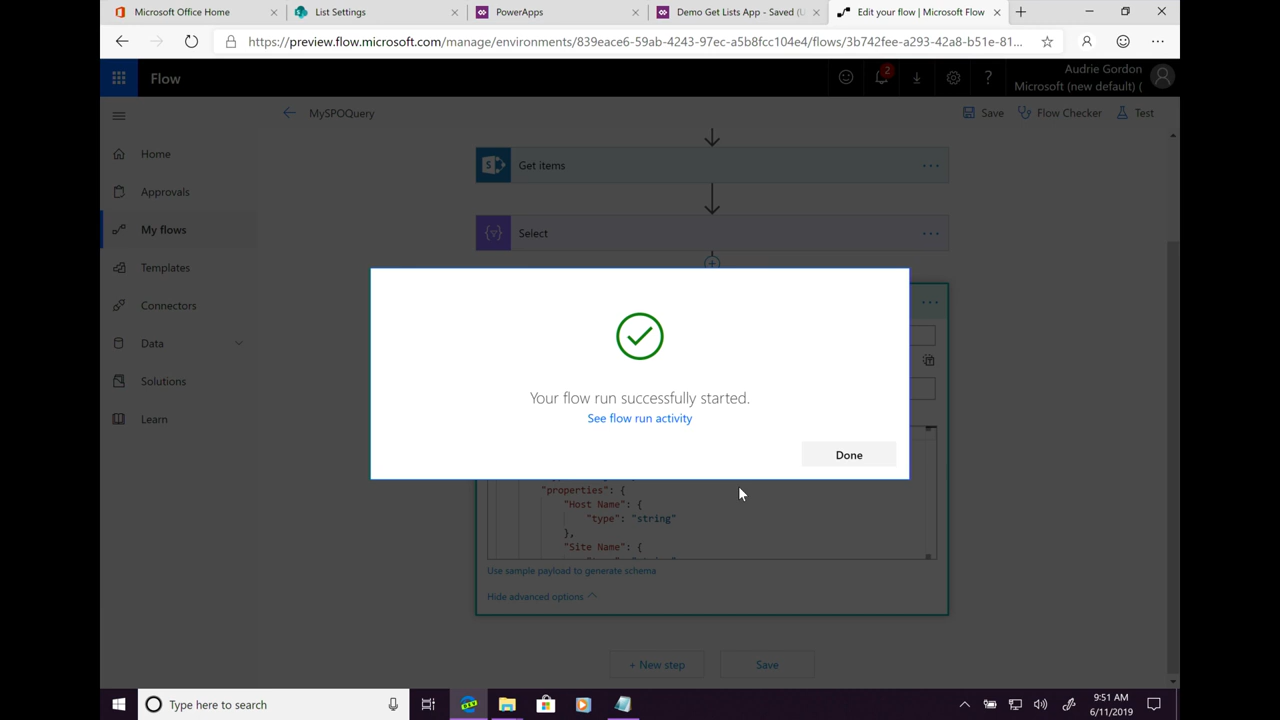 Microsoft Office Home
List Settings
PowerApps
Demo Get Lists App - Saved (U
Edit your flow | Microsoft Flow
https://preview.flow.microsoft.com/manage/environments/839eace6-59ab-4243-97ec-a5b8fcc104e4/flows/3b742fee-a293-42a8-b51e-81...
Flow
2
Audrie Gordon
Microsoft (new default) (
MySPOQuery
Save
Flow Checker
Test
Home
Approvals
My flows
Templates
Connectors
Data
Solutions
Learn
Get items
Select
Your flow run successfully started.
See flow run activity
Done
"properties": {
"Host Name": {
"type": "string"
},
"Site Name": {
Use sample payload to generate schema
Hide advanced options
+ New step
Save
Type here to search
9:51 AM
6/11/2019